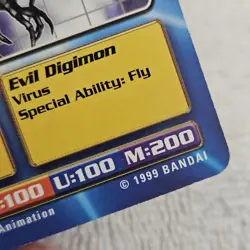 Evil Digimon
Virus
Special Ability: Fly
:100 U:100 M:200
© 1999 BANDAI
Animation